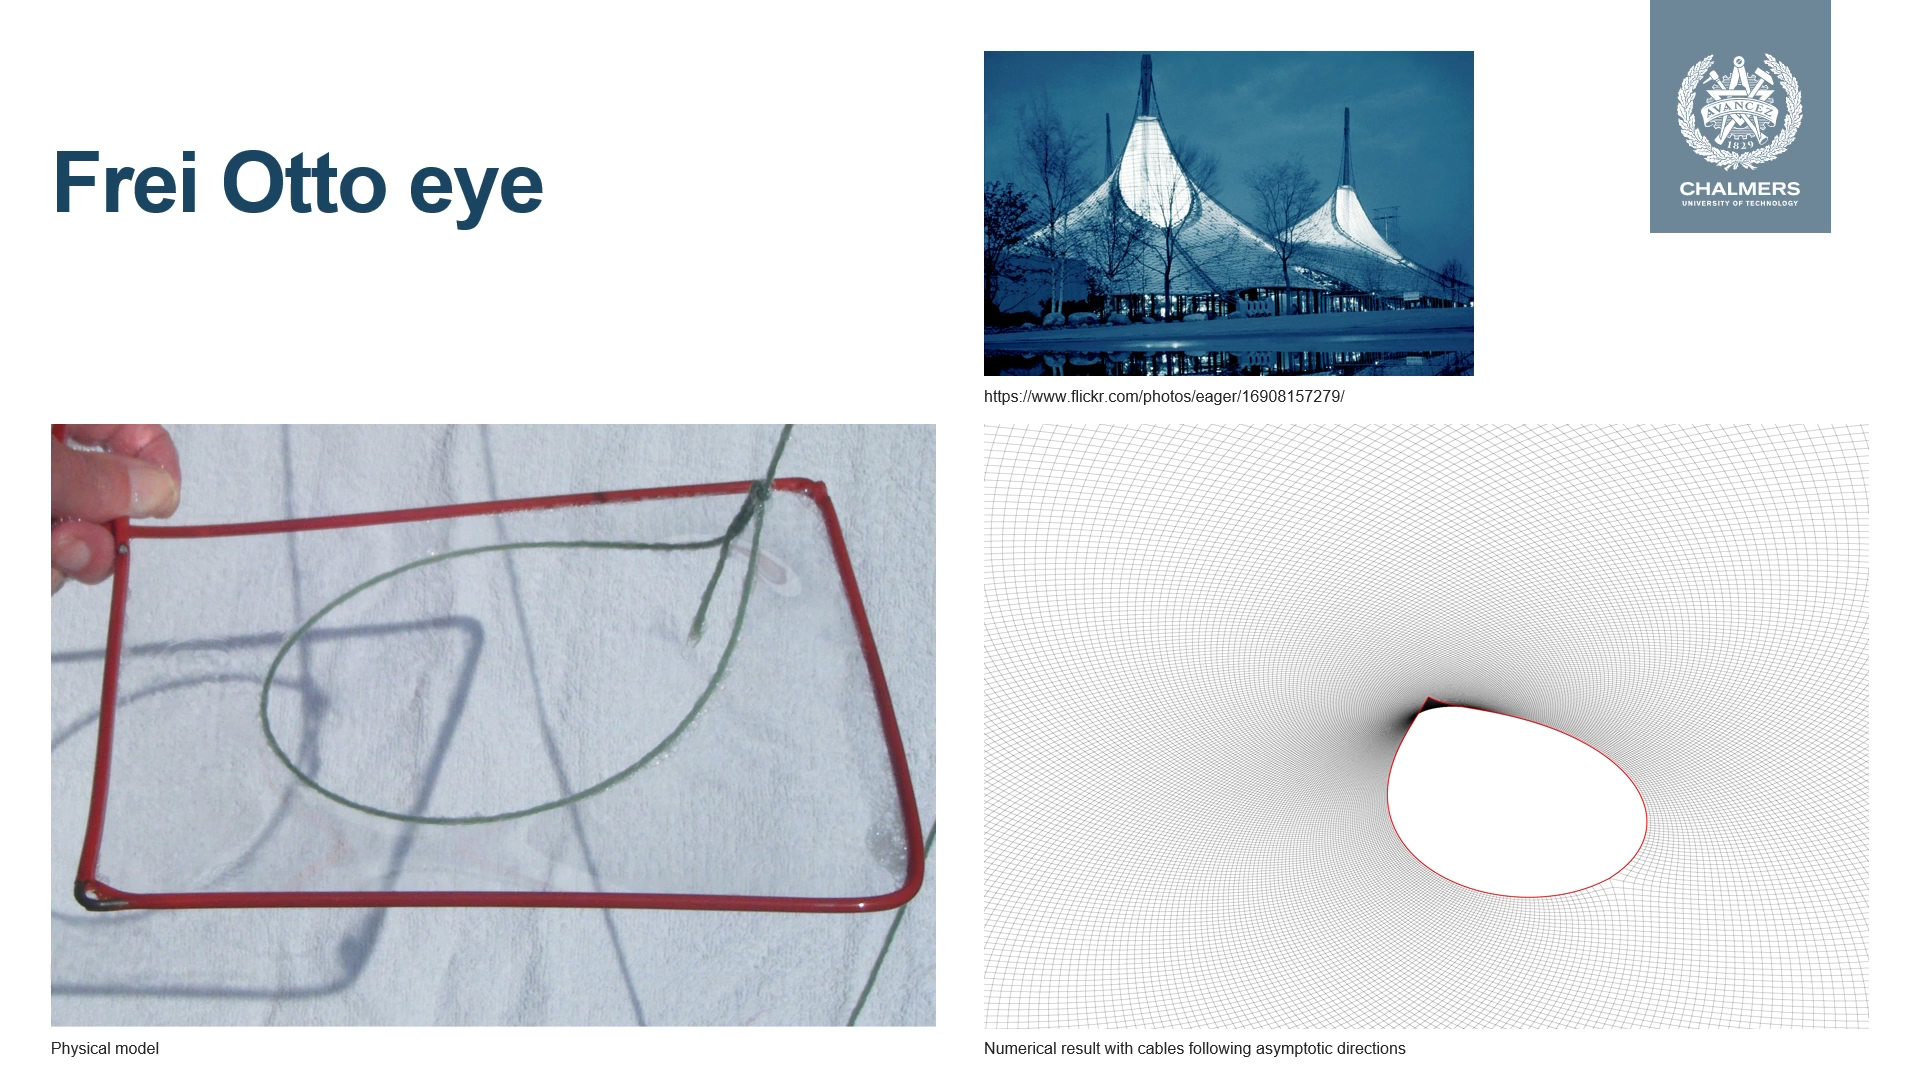 Frei Otto eye
AVANCEZ
1829
CHALMERS
UNIVERSITY OF TECHNOLOGY
https://www.flickr.com/photos/eager/16908157279/
Physical model
Numerical result with cables following asymptotic directions